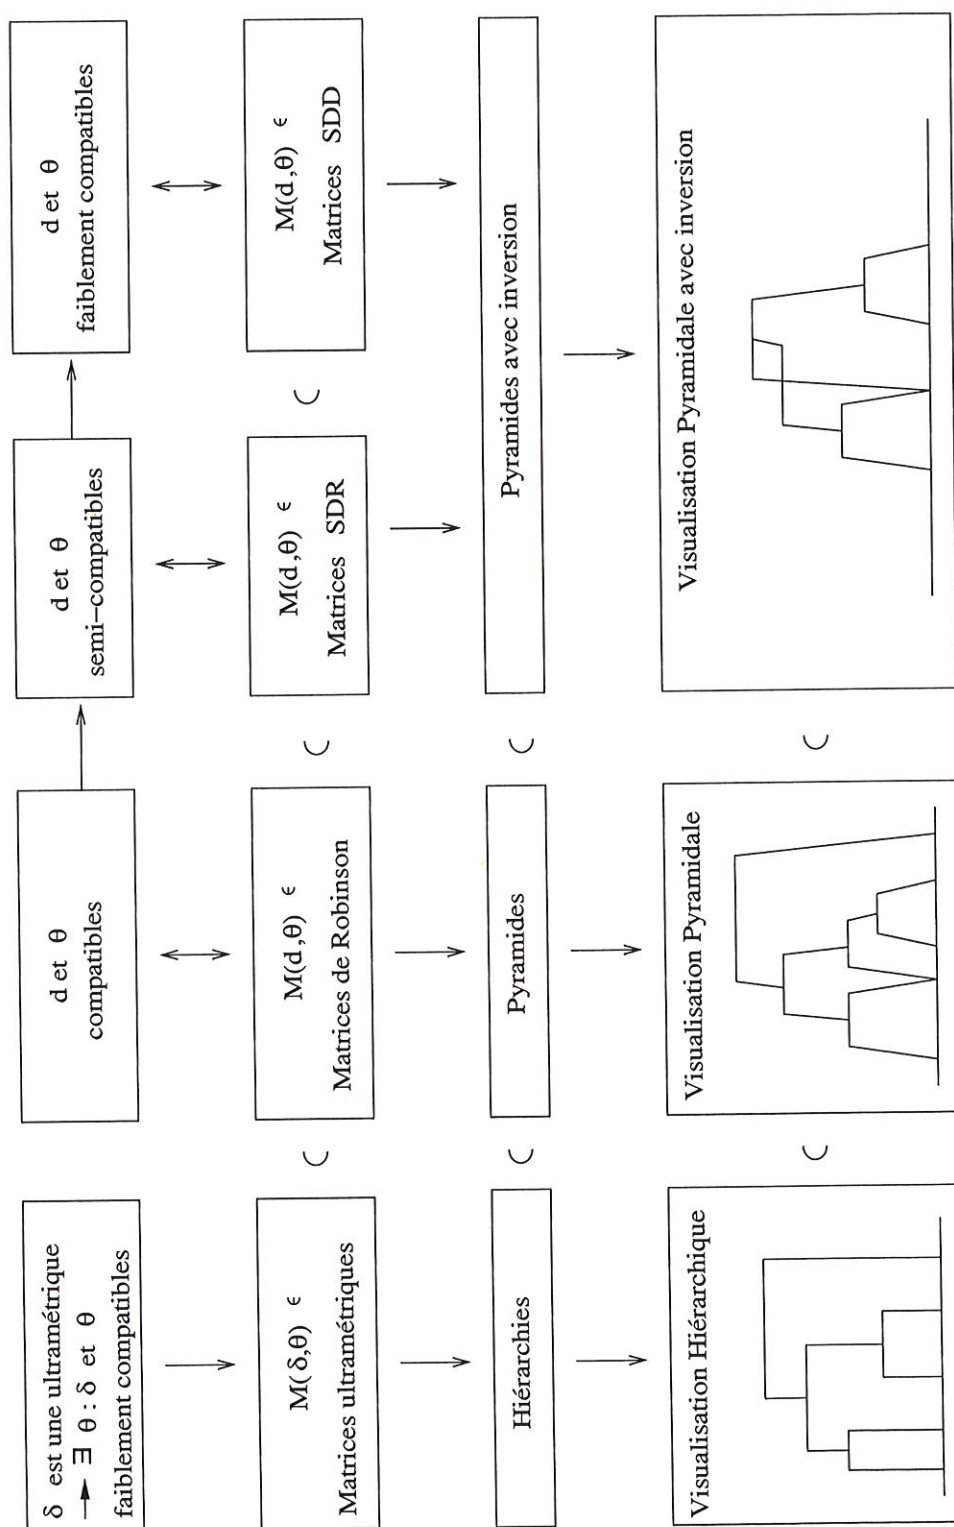 δ est une ultramétrique
→ ∃ θ : δ et θ
faiblement compatibles
d et θ
compatibles
d et θ
semi−compatibles
d et θ
faiblement compatibles
M(δ,θ) ϵ
Matrices ultramétriques
⊂
M(d,θ) ϵ
Matrices de Robinson
⊂
M(d,θ) ϵ
Matrices SDR
⊂
M(d,θ) ϵ
Matrices SDD
Hiérarchies
⊂
Pyramides
⊂
Pyramides avec inversion
Visualisation Hiérarchique
⊂
Visualisation Pyramidale
⊂
Visualisation Pyramidale avec inversion